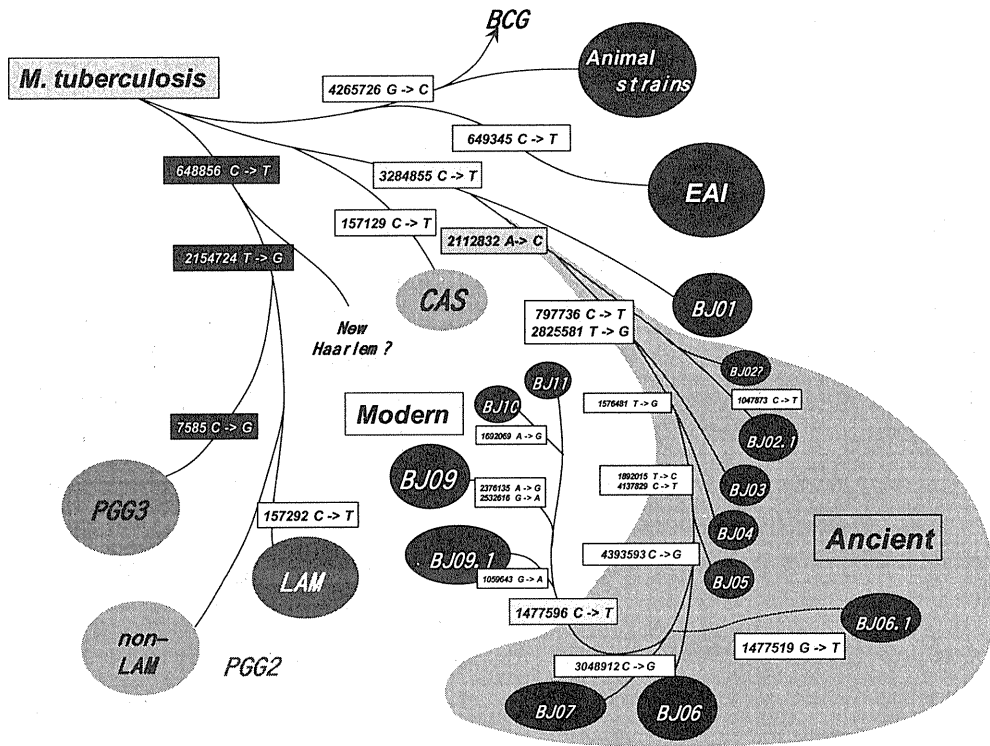 BCG
M. tuberculosis
Animal
strains
4265726 G -> C
649345 C -> T
648856 C -> T
3284855 C -> T
EAI
157129 C -> T
2112832 A-> C
2154724 T -> G
CAS
BJ01
797736 C -> T
2825581 T -> G
New
Haarlem ?
BJ02?
BJ11
1047873 C -> T
BJ10
1576481 T -> G
Modern
7585 C -> G
1692069 A -> G
BJ02.1
BJ09
1892015 T -> C
4137829 C -> T
BJ03
2376135 A -> G
2532616 G -> A
PGG3
157292 C -> T
BJ04
Ancient
BJ09.1
4393593 C -> G
LAM
1059643 G -> A
BJ05
1477596 C -> T
BJ06.1
non-
LAM
PGG2
1477519 G -> T
3048912 C -> G
BJ07
BJ06